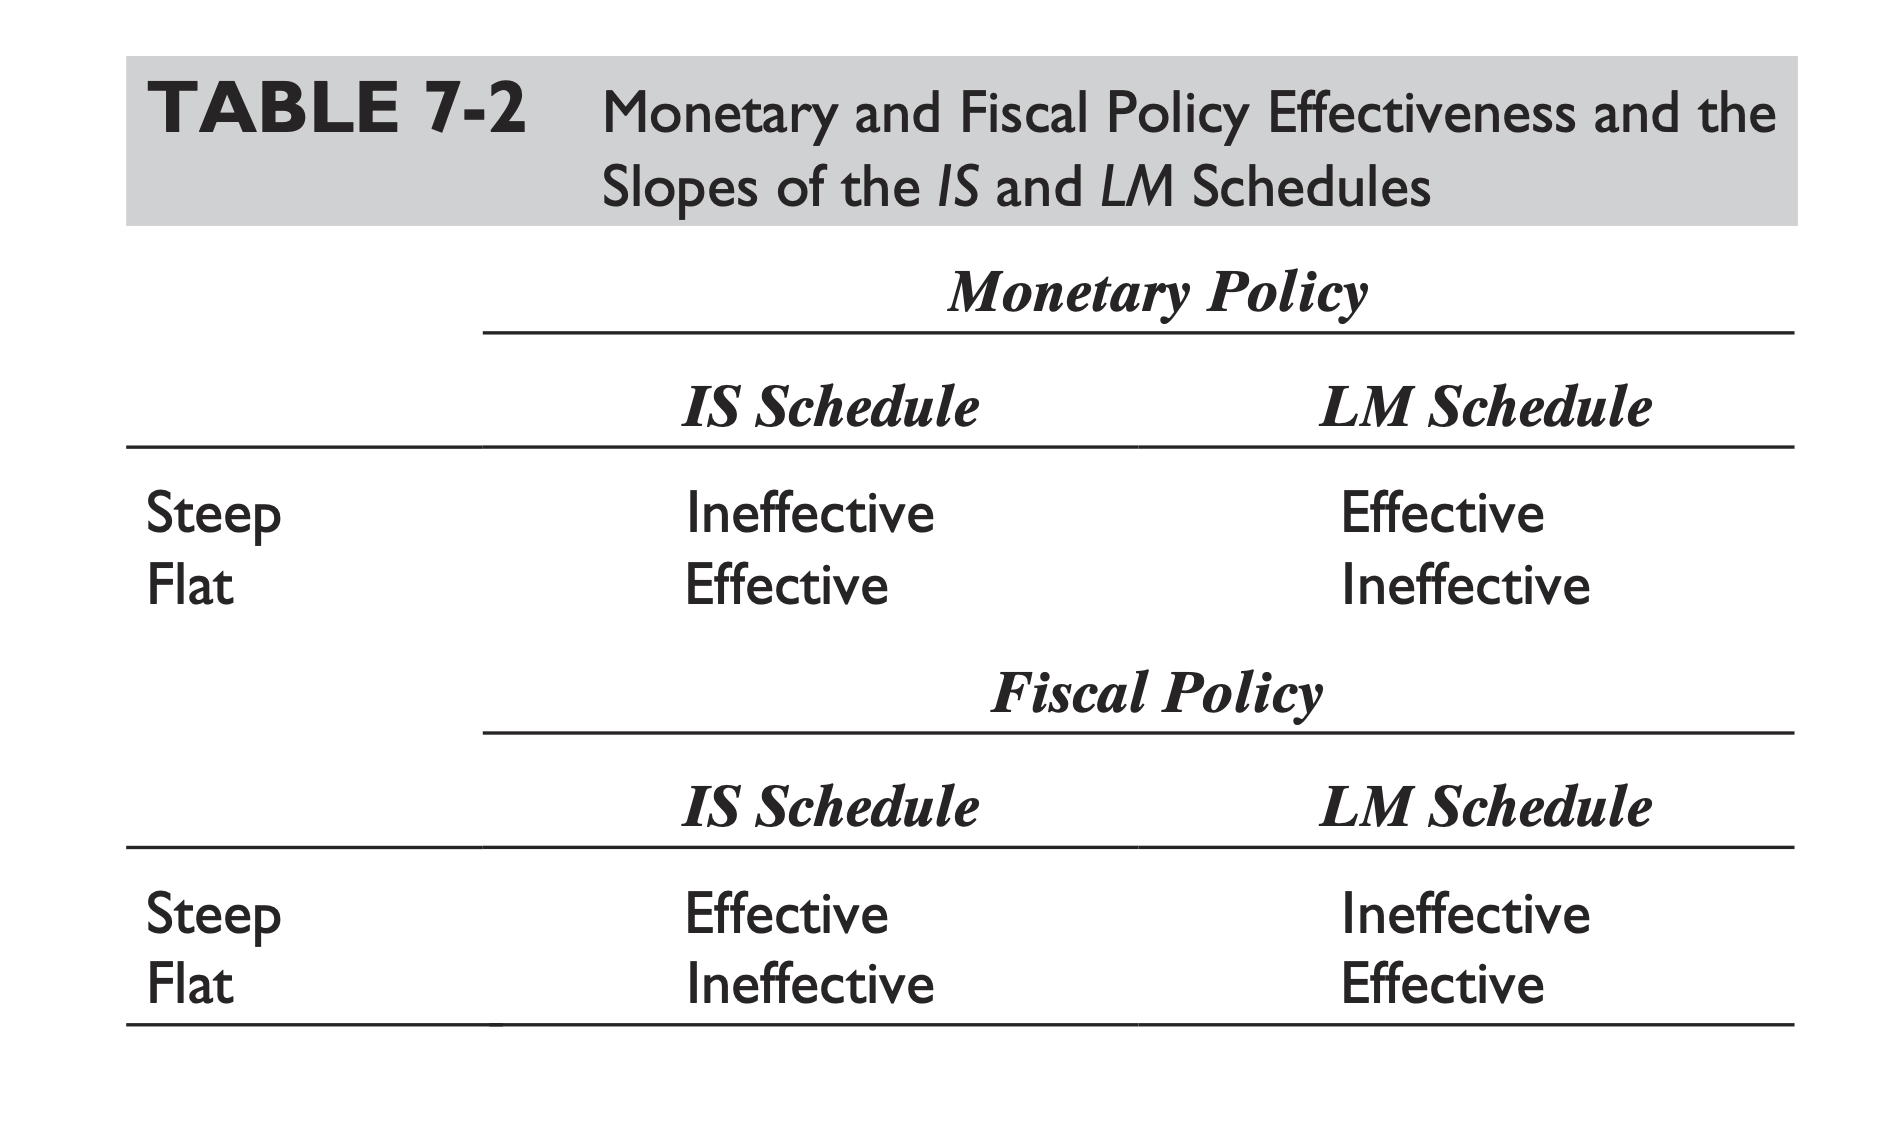 TABLE 7-2 Monetary and Fiscal Policy Effectiveness and the
Slopes of the IS and LM Schedules
Monetary Policy
IS Schedule LM Schedule
Steep Ineffective Effective
Flat Effective Ineffective
Fiscal Policy
IS Schedule LM Schedule
Steep Effective Ineffective
Flat Ineffective Effective